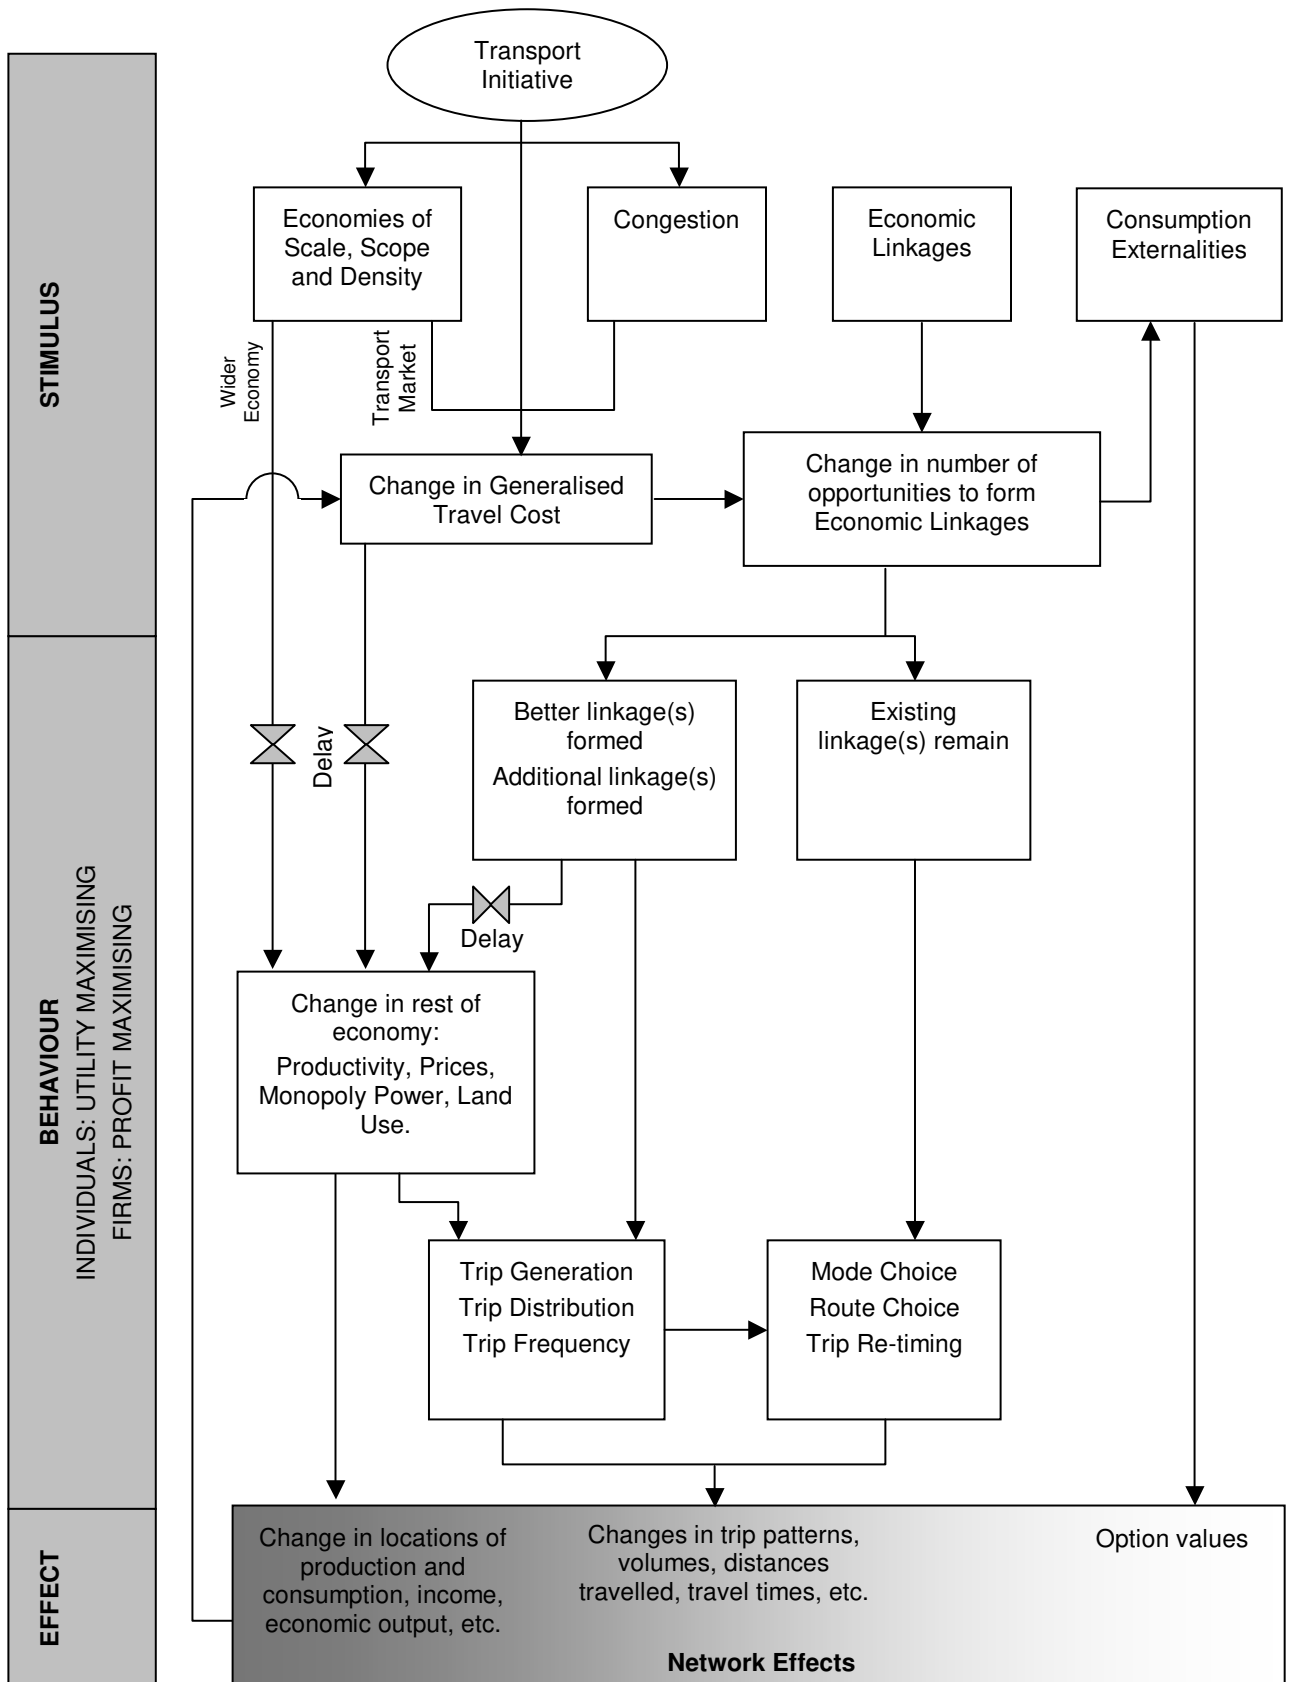 Transport
Initiative
STIMULUS
Economies of
Scale, Scope
and Density
Congestion
Economic
Linkages
Consumption
Externalities
Wider
Economy
Transport
Market
Change in Generalised
Travel Cost
Change in number of
opportunities to form
Economic Linkages
BEHAVIOUR
INDIVIDUALS: UTILITY MAXIMISING
FIRMS: PROFIT MAXIMISING
Delay
Better linkage(s)
formed
Additional linkage(s)
formed
Existing
linkage(s) remain
Delay
Change in rest of
economy:
Productivity, Prices,
Monopoly Power, Land
Use.
Trip Generation
Trip Distribution
Trip Frequency
Mode Choice
Route Choice
Trip Re-timing
EFFECT
Change in locations of
production and
consumption, income,
economic output, etc.
Changes in trip patterns,
volumes, distances
travelled, travel times, etc.
Option values
Network Effects